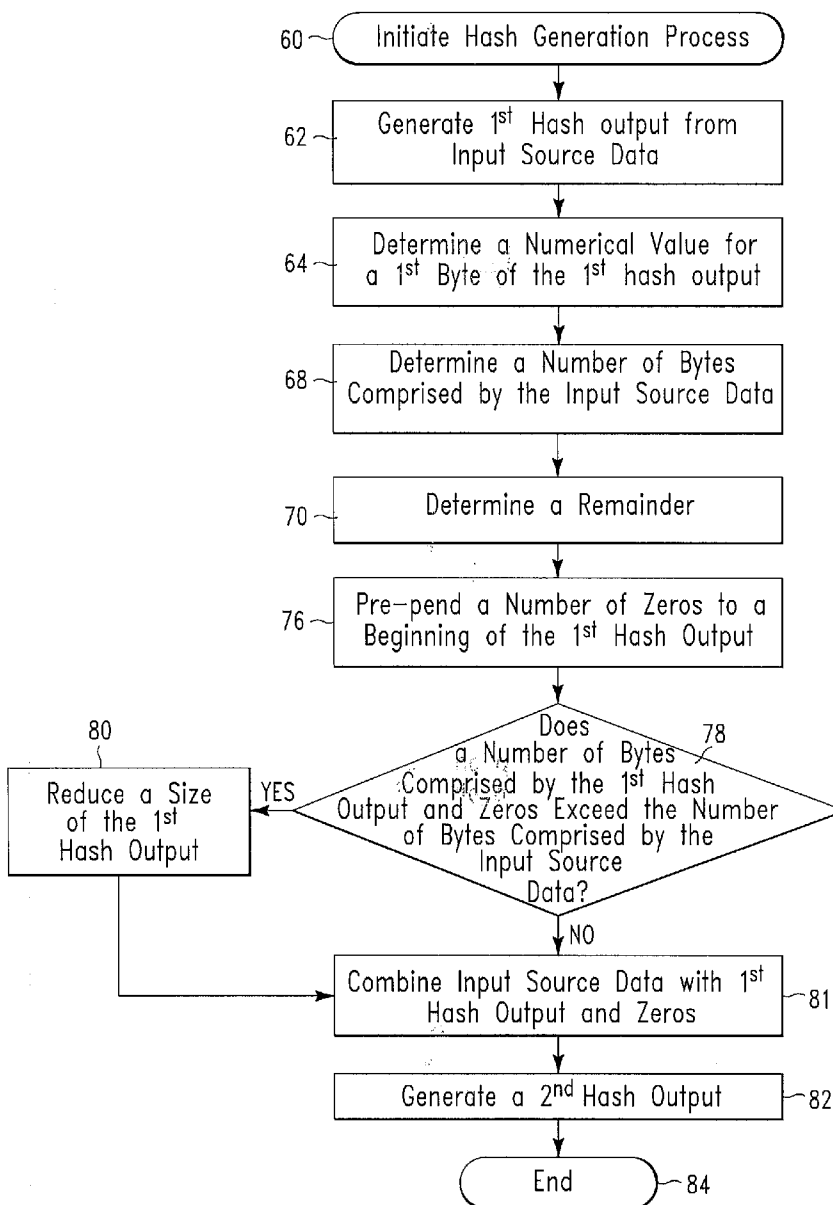 60
Initiate Hash Generation Process
62
Generate 1st Hash output from
Input Source Data
64
Determine a Numerical Value for
a 1st Byte of the 1st hash output
68
Determine a Number of Bytes
Comprised by the Input Source Data
70
Determine a Remainder
76
Pre-pend a Number of Zeros to a
Beginning of the 1st Hash Output
78
Does
a Number of Bytes
Comprised by the 1st Hash
Output and Zeros Exceed the Number
of Bytes Comprised by the
Input Source
Data?
YES
80
Reduce a Size
of the 1st
Hash Output
NO
Combine Input Source Data with 1st
Hash Output and Zeros
81
Generate a 2nd Hash Output
82
End
84